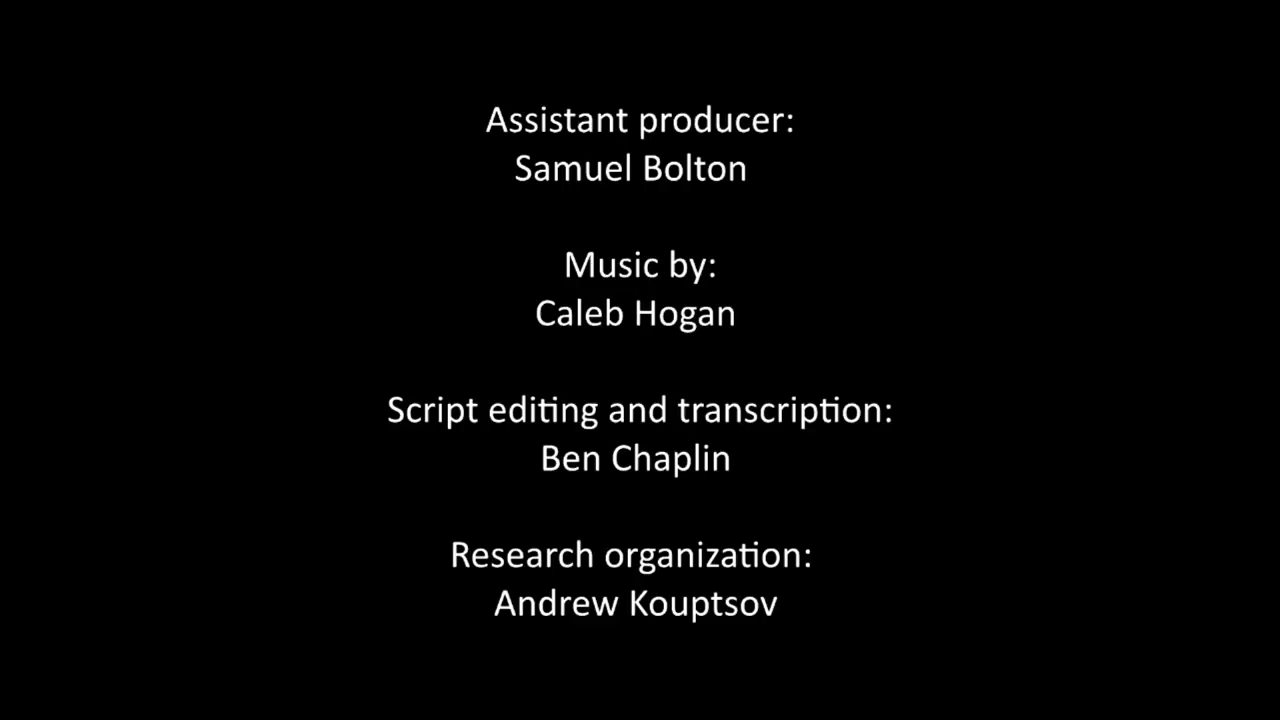 Assistant producer:
Samuel Bolton
Music by:
Caleb Hogan
Script editing and transcription:
Ben Chaplin
Research organization:
Andrew Kouptsov